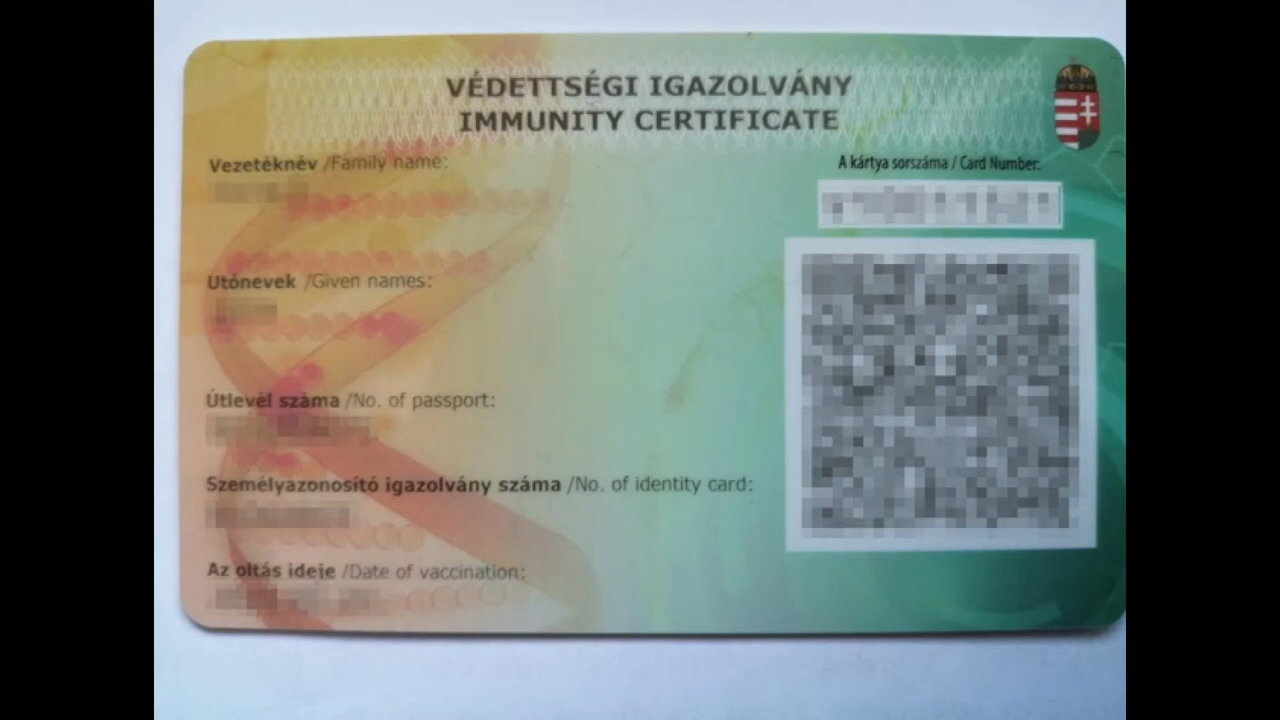 VÉDETTSÉGI IGAZOLVÁNY
IMMUNITY CERTIFICATE
Vezetéknév /Family name:
A kártya sorszáma / Card Number:
Utónevek /Given names:
Útlevél száma /No. of passport:
Személyazonosító igazolvány száma /No. of identity card:
Az oltás ideje /Date of vaccination: